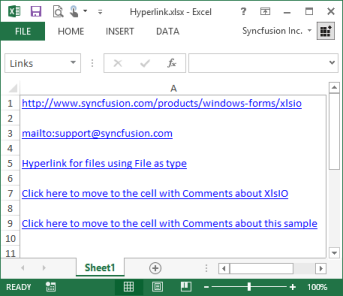 Hyperlink.xlsx - Excel
FILE HOME INSERT DATA Syncfusion Inc.
Links
A
1 http://www.syncfusion.com/products/windows-forms/xlsio
2
3 mailto:support@syncfusion.com
4
5 Hyperlink for files using File as type
6
7 Click here to move to the cell with Comments about XlsIO
8
9 Click here to move to the cell with Comments about this sample
10
11
Sheet1
READY 100%